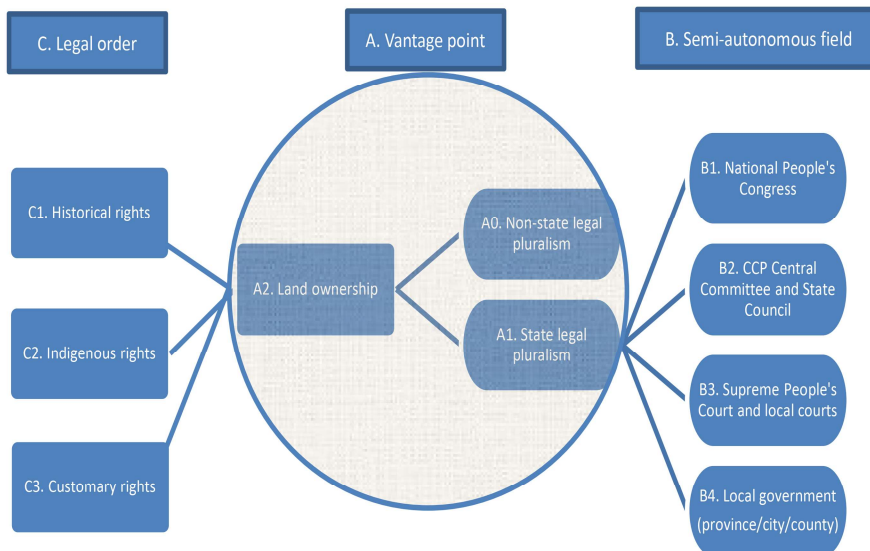 C. Legal order
A. Vantage point
B. Semi-autonomous field
C1. Historical rights
C2. Indigenous rights
C3. Customary rights
A2. Land ownership
A0. Non-state legal
pluralism
A1. State legal
pluralism
B1. National People's
Congress
B2. CCP Central
Committee and State
Council
B3. Supreme People's
Court and local courts
B4. Local government
(province/city/county)